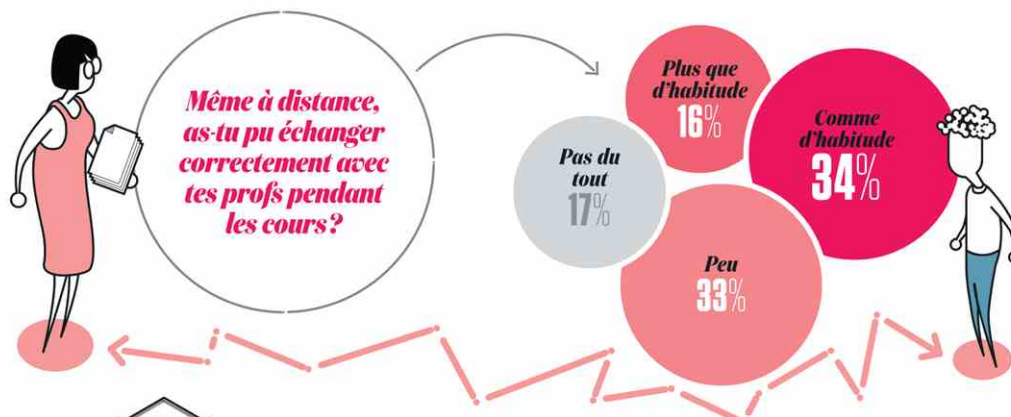 Même à distance,
as-tu pu échanger
correctement avec
tes profs pendant
les cours ?
Plus que
d'habitude
16%
Comme
d'habitude
34%
Pas du
tout
17%
Peu
33%